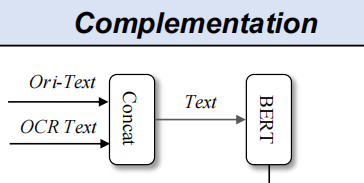 Complementation
Ori-Text
OCR Text
Concat
Text
BERT